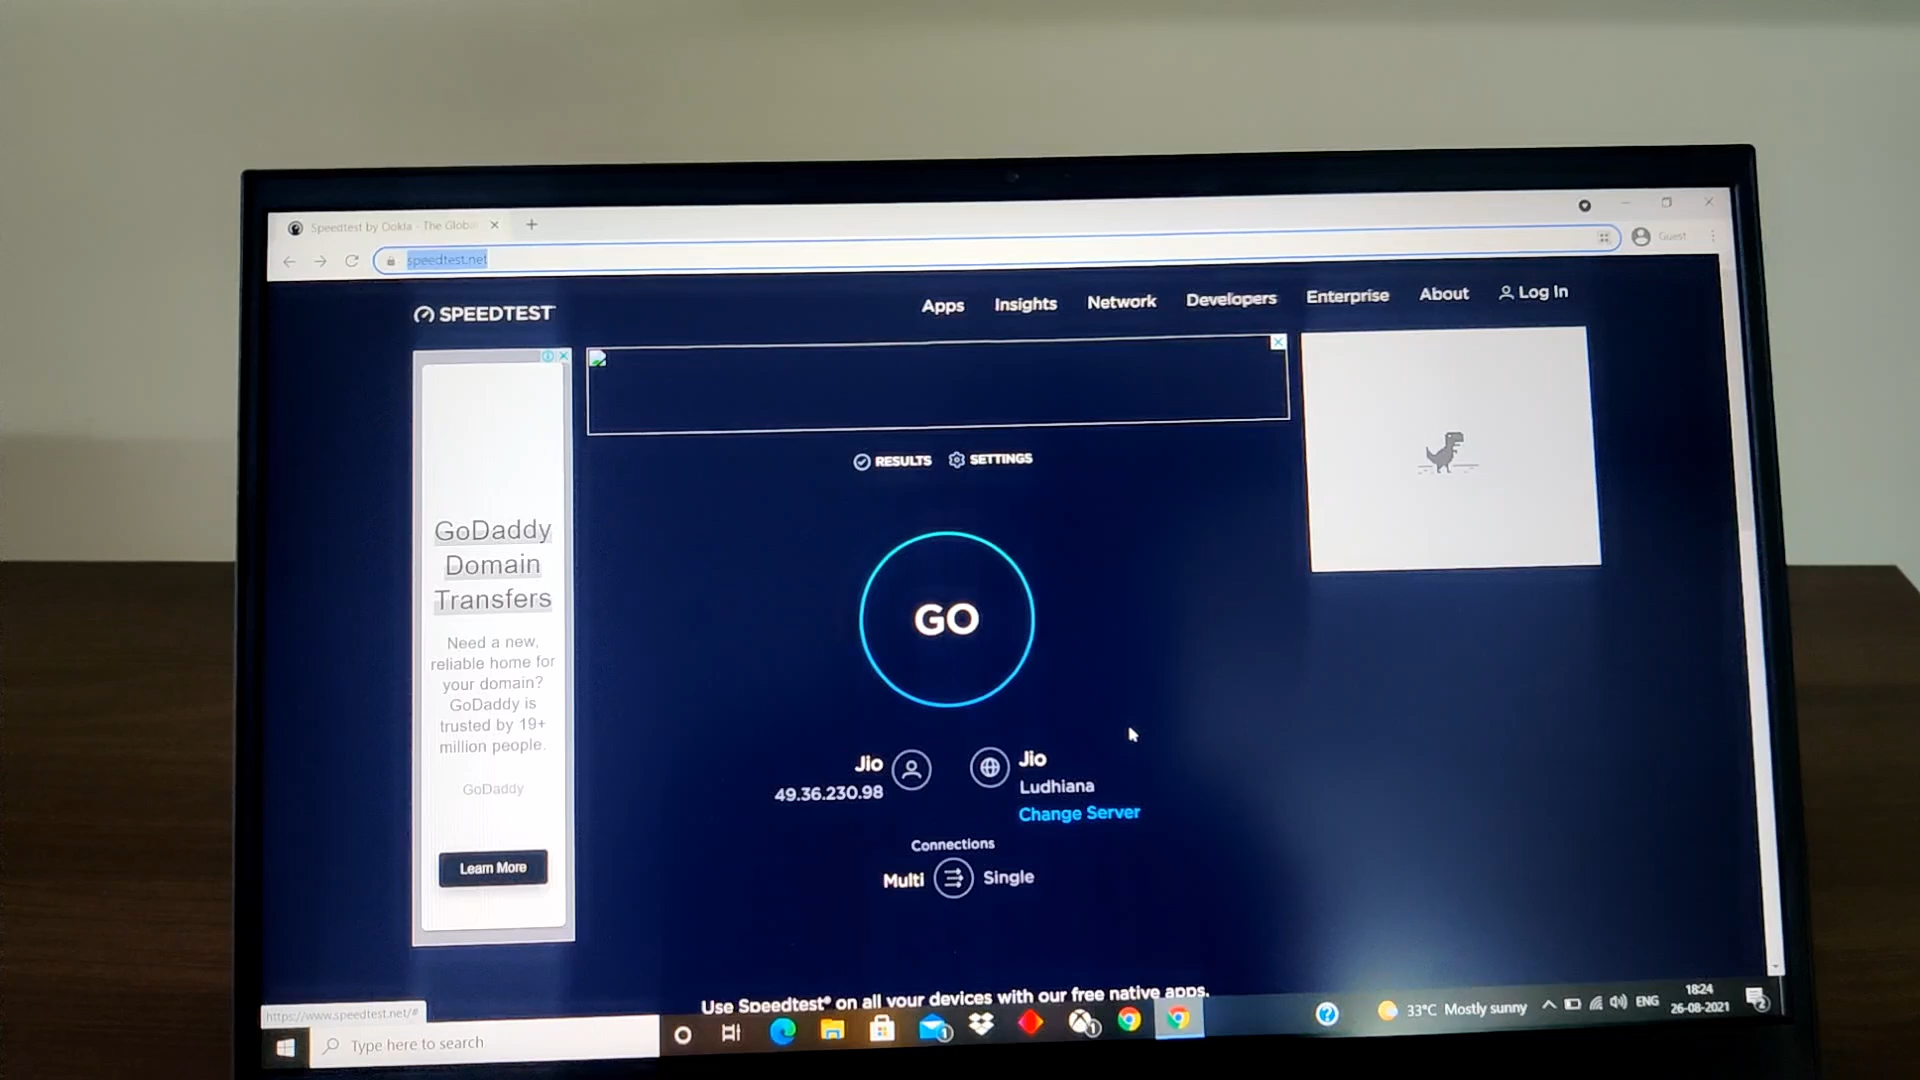 Speedtest by Ookla - The Global
speedtest.net
Guest
SPEEDTEST
Apps
Insights
Network
Developers
Enterprise
About
Log In
RESULTS
SETTINGS
GoDaddy
Domain
Transfers
Need a new,
reliable home for
your domain?
GoDaddy is
trusted by 19+
million people.
GoDaddy
Learn More
GO
Jio
49.36.230.98
Jio
Ludhiana
Change Server
Connections
Multi
Single
Use Speedtest® on all your devices with our free native apps.
https://www.speedtest.net/#
Type here to search
1
1
33°C Mostly sunny
ENG
18:24
26-08-2021
2